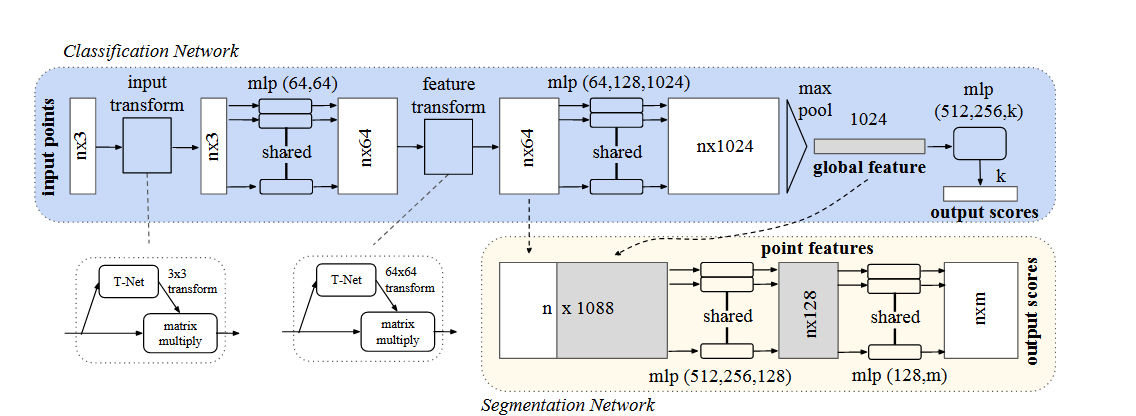 Classification Network
input points
nx3
input
transform
nx3
mlp (64,64)
shared
nx64
feature
transform
nx64
mlp (64,128,1024)
shared
nx1024
max
pool
1024
global feature
mlp
(512,256,k)
k
output scores
T-Net
3x3
transform
matrix
multiply
T-Net
64x64
transform
matrix
multiply
point features
n x 1088
shared
mlp (512,256,128)
nx128
shared
mlp (128,m)
nxm
output scores
Segmentation Network